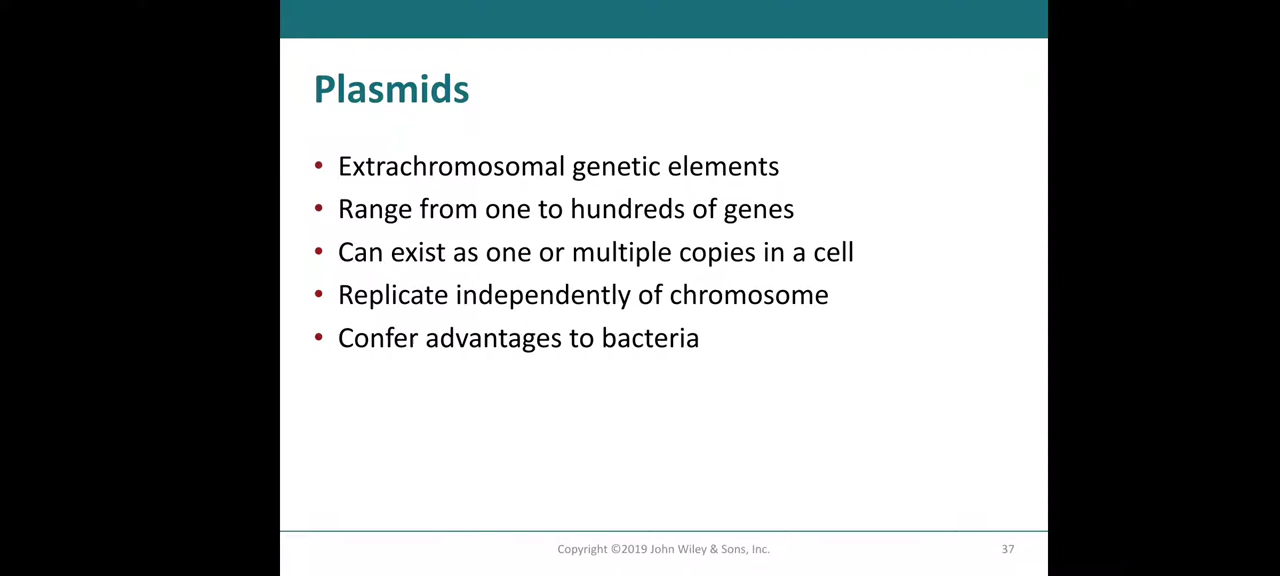 Plasmids
• Extrachromosomal genetic elements
• Range from one to hundreds of genes
• Can exist as one or multiple copies in a cell
• Replicate independently of chromosome
• Confer advantages to bacteria
Copyright ©2019 John Wiley & Sons, Inc.
37